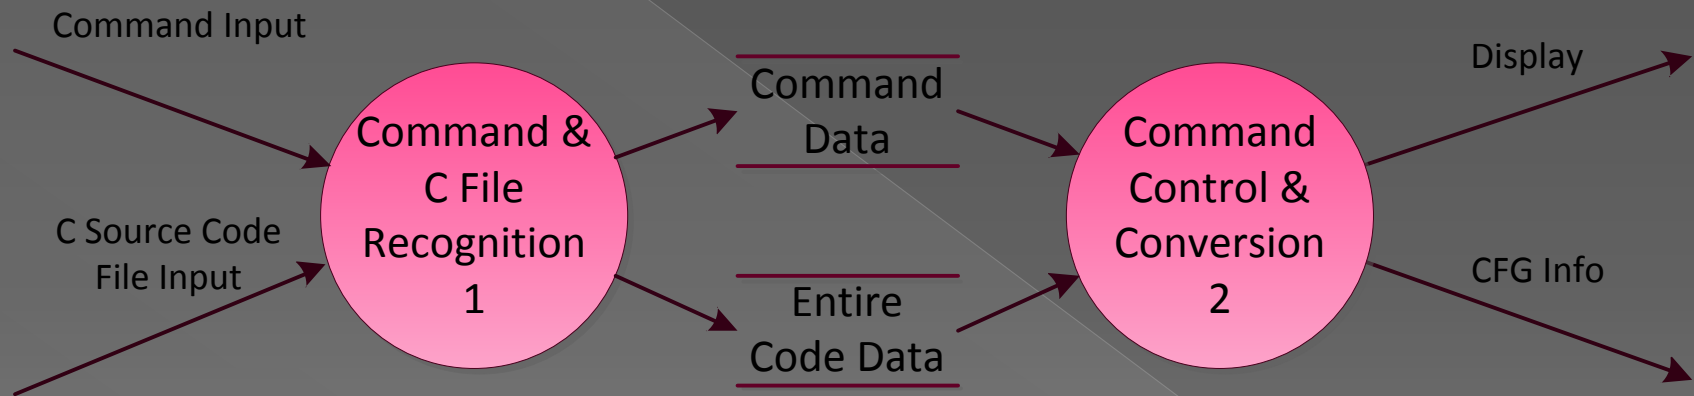 Command Input
C Source Code
File Input
Command &
C File
Recognition
1
Command
Data
Entire
Code Data
Command
Control &
Conversion
2
Display
CFG Info